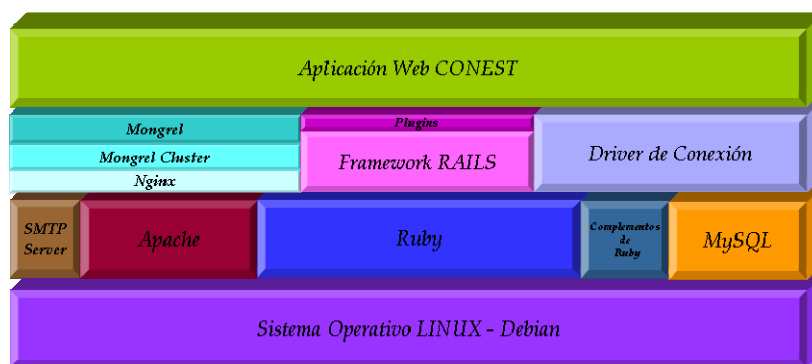 Aplicación Web CONEST
Mongrel
Mongrel Cluster
Nginx
Plugins
Framework RAILS
Driver de Conexión
SMTP
Server
Apache
Ruby
Complementos
de
Ruby
MySQL
Sistema Operativo LINUX - Debian